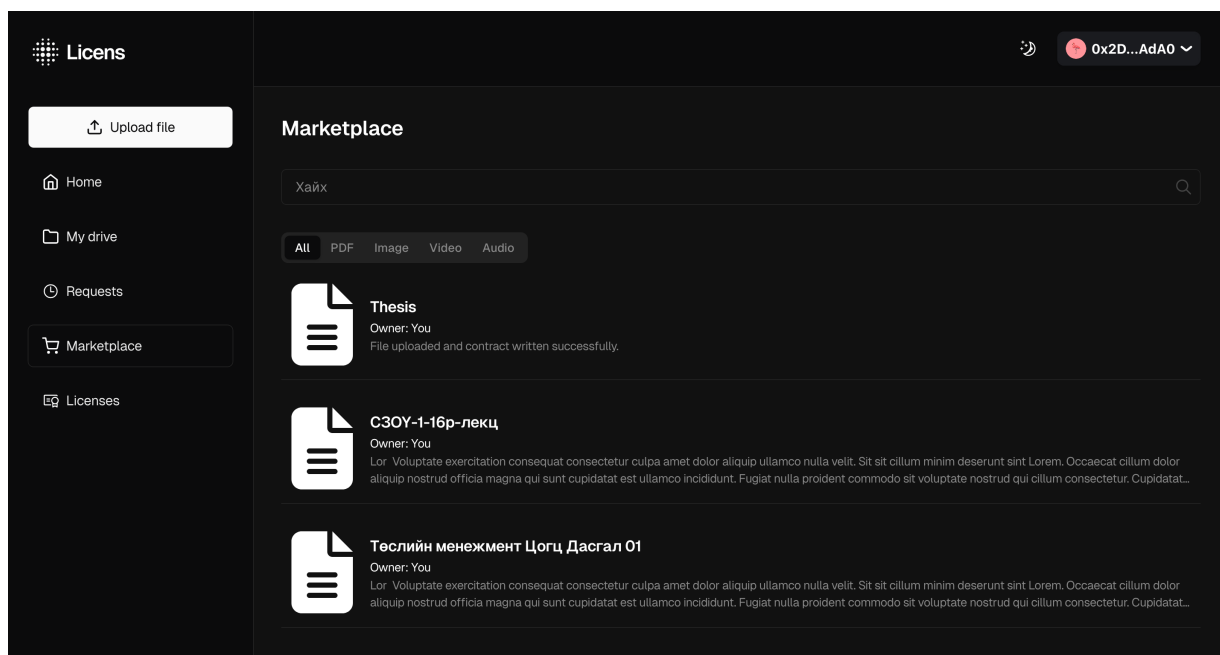 Licens
0x2D...AdA0
Upload file
Home
My drive
Requests
Marketplace
Licenses
Marketplace
Хайх
All PDF Image Video Audio
Thesis
Owner: You
File uploaded and contract written successfully.
СЗОУ-1-16р-лекц
Owner: You
Lor Voluptate exercitation consequat consectetur culpa amet dolor aliquip ullamco nulla velit. Sit sit cillum minim deserunt sint Lorem. Occaecat cillum dolor
aliquip nostrud officia magna qui sunt cupidatat est ullamco incididunt. Fugiat nulla proident commodo sit voluptate nostrud qui cillum consectetur. Cupidatat...
Төслийн менежмент Цогц Дасгал 01
Owner: You
Lor Voluptate exercitation consequat consectetur culpa amet dolor aliquip ullamco nulla velit. Sit sit cillum minim deserunt sint Lorem. Occaecat cillum dolor
aliquip nostrud officia magna qui sunt cupidatat est ullamco incididunt. Fugiat nulla proident commodo sit voluptate nostrud qui cillum consectetur. Cupidatat...